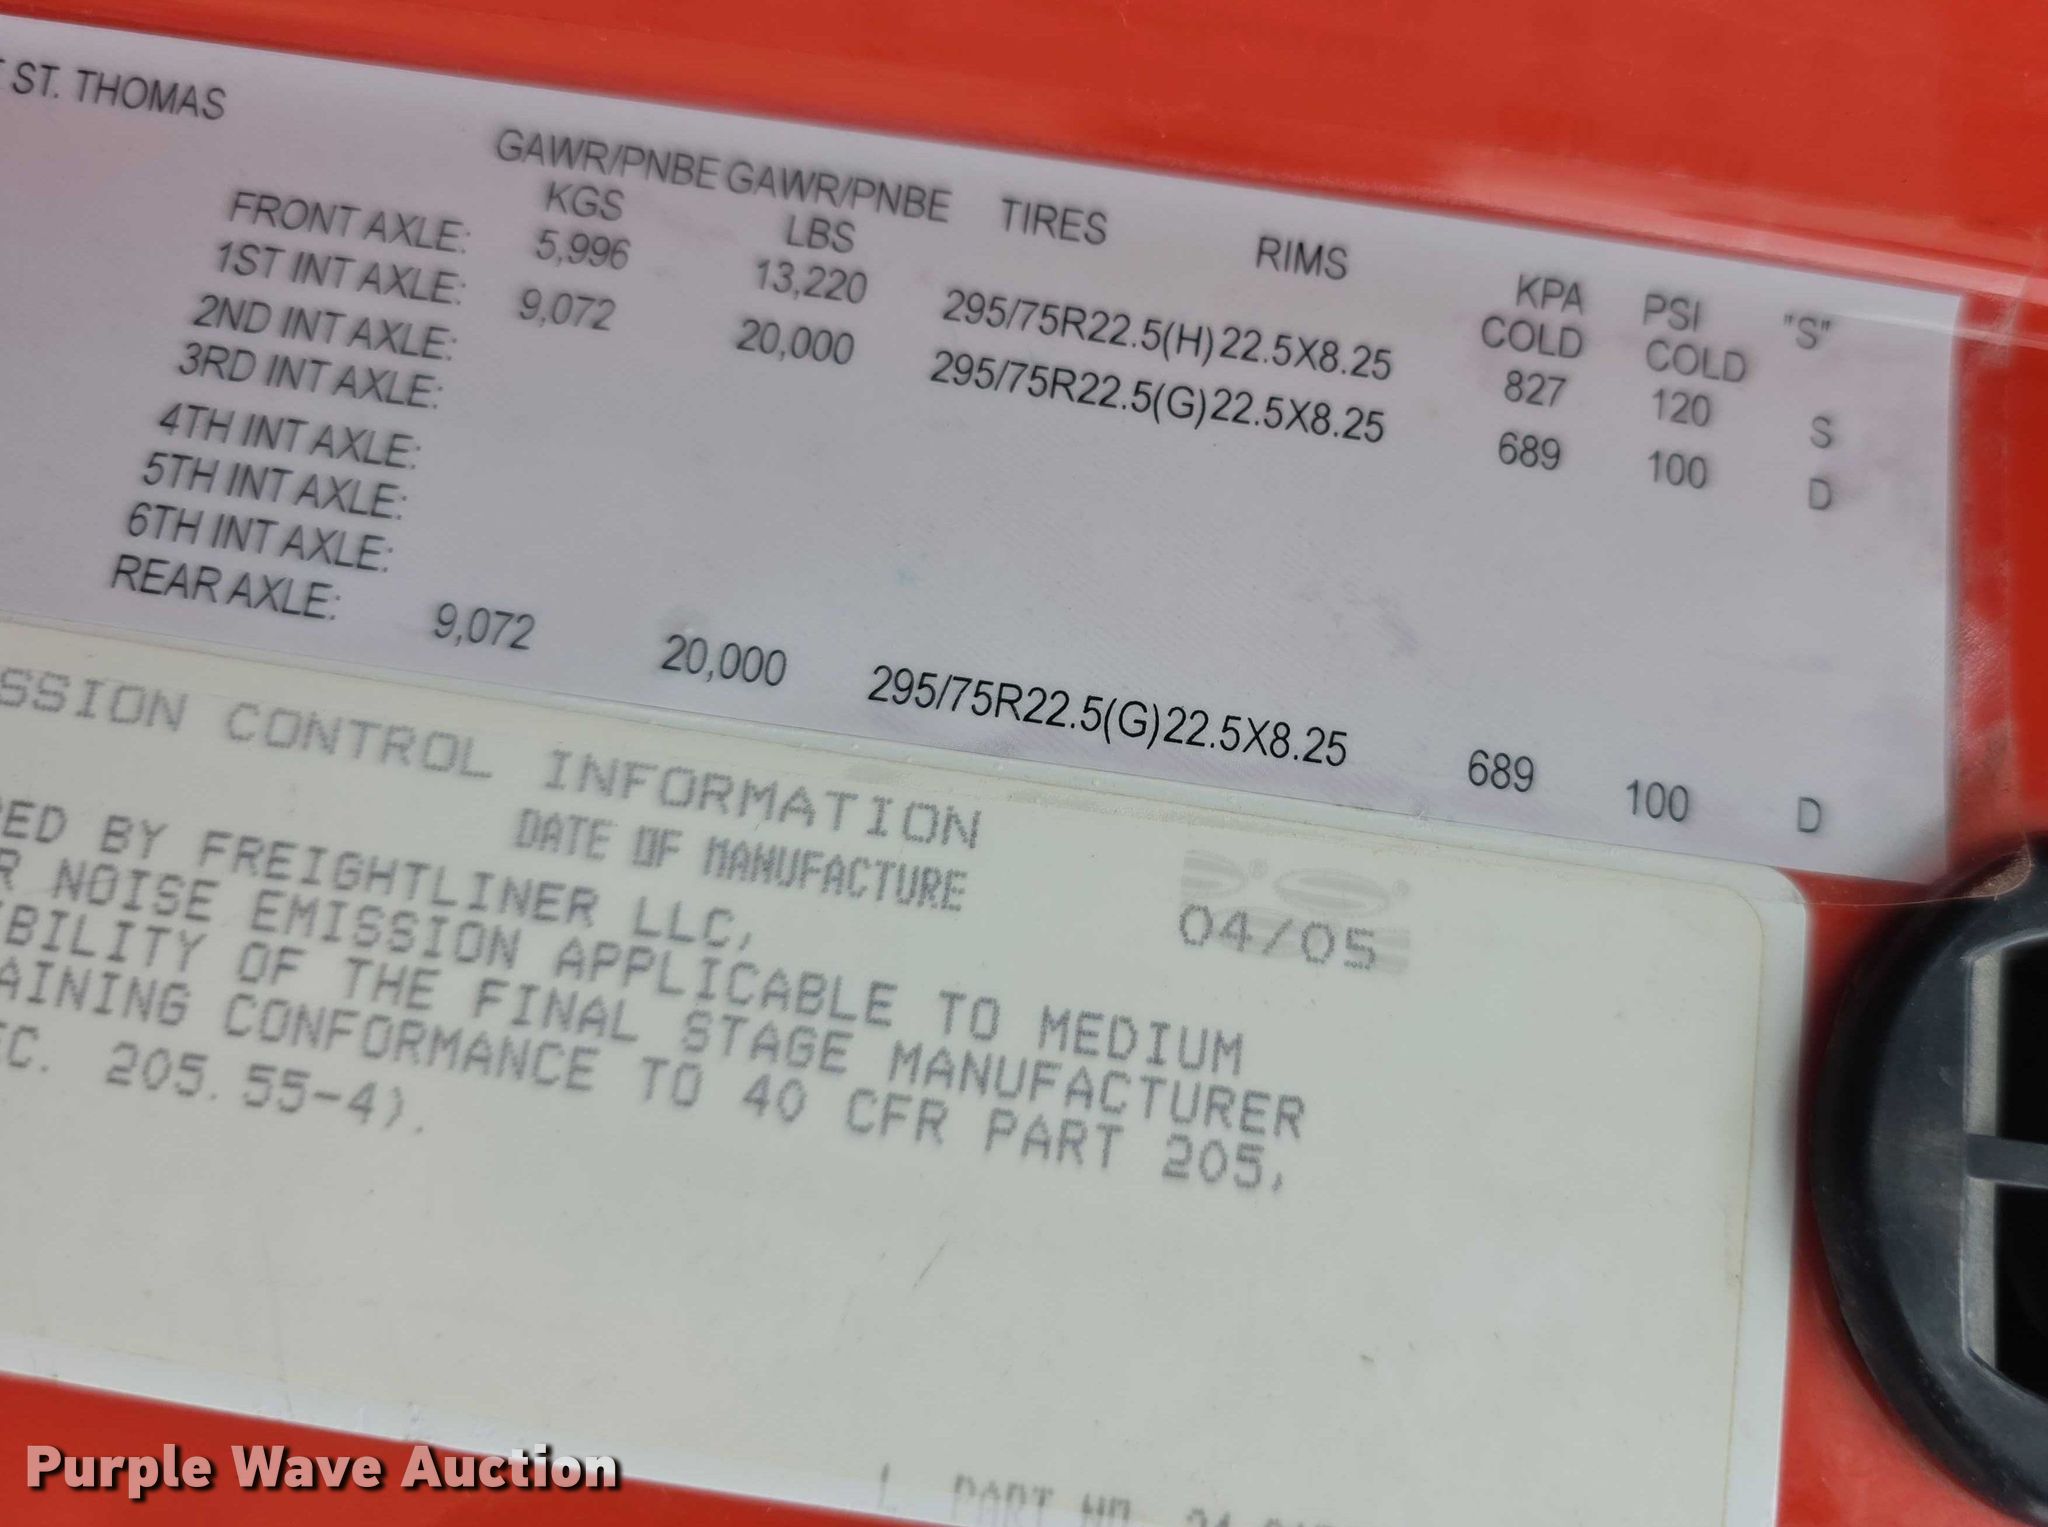 ST. THOMAS
GAWR/PNBE GAWR/PNBE TIRES RIMS KPA PSI "S"
KGS LBS COLD COLD
FRONT AXLE: 5,996 13,220 295/75R22.5(H) 22.5X8.25 827 120 S
1ST INT AXLE: 9,072 20,000 295/75R22.5(G) 22.5X8.25 689 100 D
2ND INT AXLE:
3RD INT AXLE:
4TH INT AXLE:
5TH INT AXLE:
6TH INT AXLE:
REAR AXLE: 9,072 20,000 295/75R22.5(G) 22.5X8.25 689 100 D
SSION CONTROL INFORMATION
DATE OF MANUFACTURE 04/05
ED BY FREIGHTLINER LLC,
R NOISE EMISSION APPLICABLE TO MEDIUM
BILITY OF THE FINAL STAGE MANUFACTURER
AINING CONFORMANCE TO 40 CFR PART 205,
EC. 205.55-4).
PART NO.
Purple Wave Auction